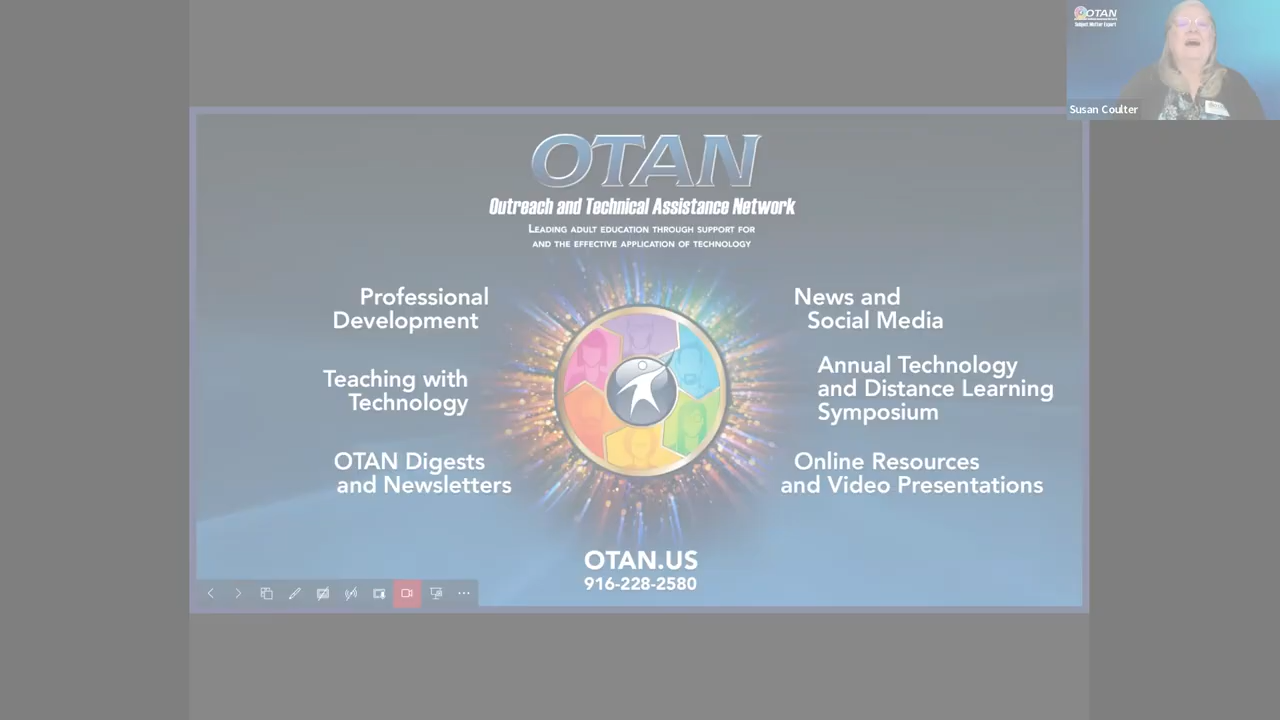 OTAN
Subject Matter Expert
Susan Coulter
OTAN
Outreach and Technical Assistance Network
Leading adult education through support for
and the effective application of technology
Professional
Development
Teaching with
Technology
OTAN Digests
and Newsletters
News and
Social Media
Annual Technology
and Distance Learning
Symposium
Online Resources
and Video Presentations
OTAN.US
916-228-2580